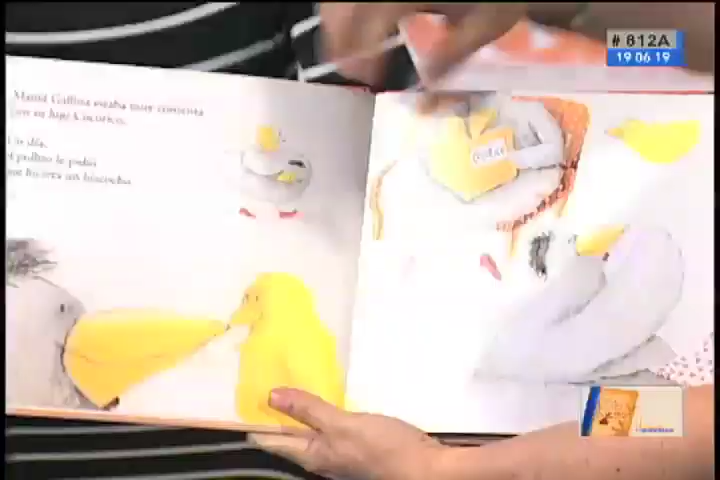 Mamá Gallina estaba muy contenta
con su hijo Cocorico.
Un día,
el pollito le pidió
que hiciera un bizcocho.
# 812A
19 06 19